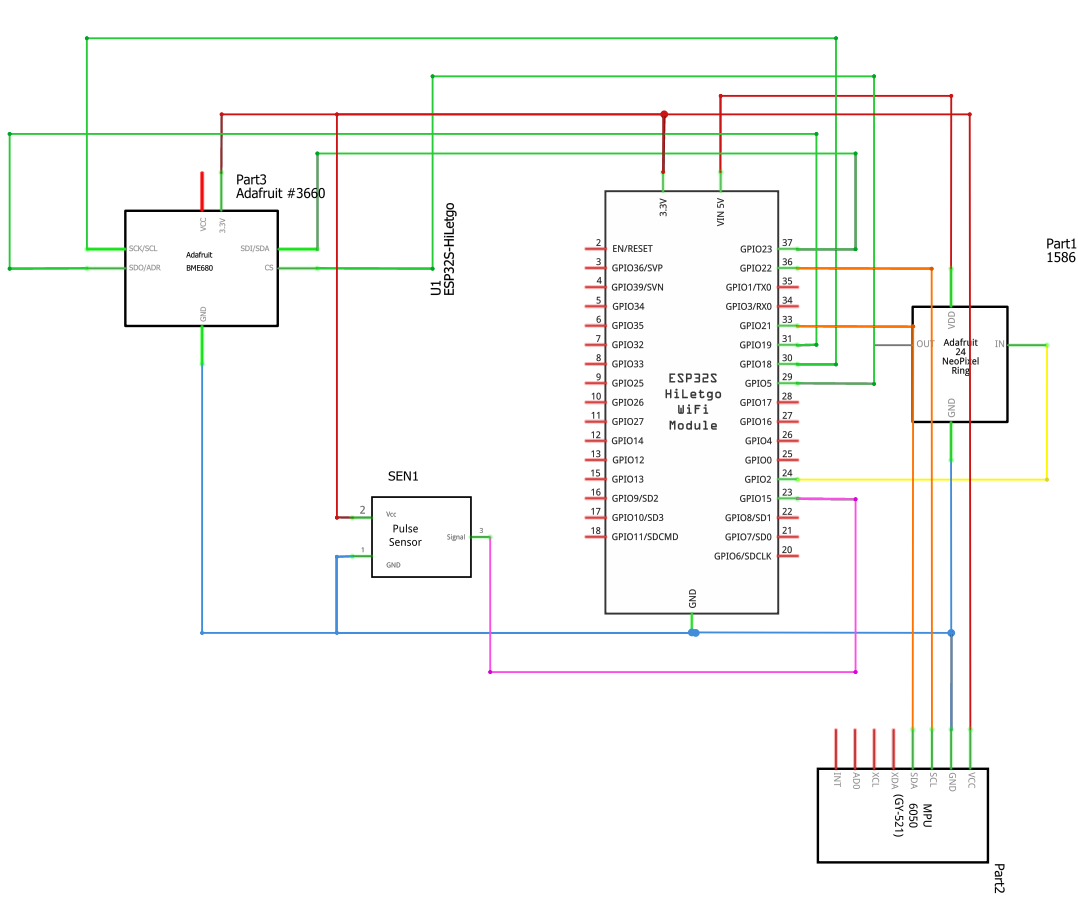 Part3
Adafruit #3660
VCC
3.3V
SCK/SCL
SDI/SDA
Adafruit
BME680
SDO/ADR
CS
GND
U1
ESP32S-HiLetgo
3.3V
VIN 5V
2 EN/RESET
3 GPIO36/SVP
4 GPIO39/SVN
5 GPIO34
6 GPIO35
7 GPIO32
8 GPIO33
9 GPIO25
10 GPIO26
11 GPIO27
12 GPIO14
13 GPIO12
15 GPIO13
16 GPIO9/SD2
17 GPIO10/SD3
18 GPIO11/SDCMD
ESP32S
HiLetgo
WiFi
Module
GPIO23 37
GPIO22 36
GPIO1/TX0 35
GPIO3/RX0 34
GPIO21 33
GPIO19 31
GPIO18 30
GPIO5 29
GPIO17 28
GPIO16 27
GPIO4 26
GPIO0 25
GPIO2 24
GPIO15 23
GPIO8/SD1 22
GPIO7/SD0 21
GPIO6/SDCLK 20
GND
Part1
1586
VDD
OUT
IN
Adafruit
24
NeoPixel
Ring
GND
SEN1
2
Vcc
Pulse
Sensor
Signal
3
1
GND
INT
AD0
XCL
XDA
SDA
SCL
GND
VCC
MPU
6050
(GY-521)
Part2